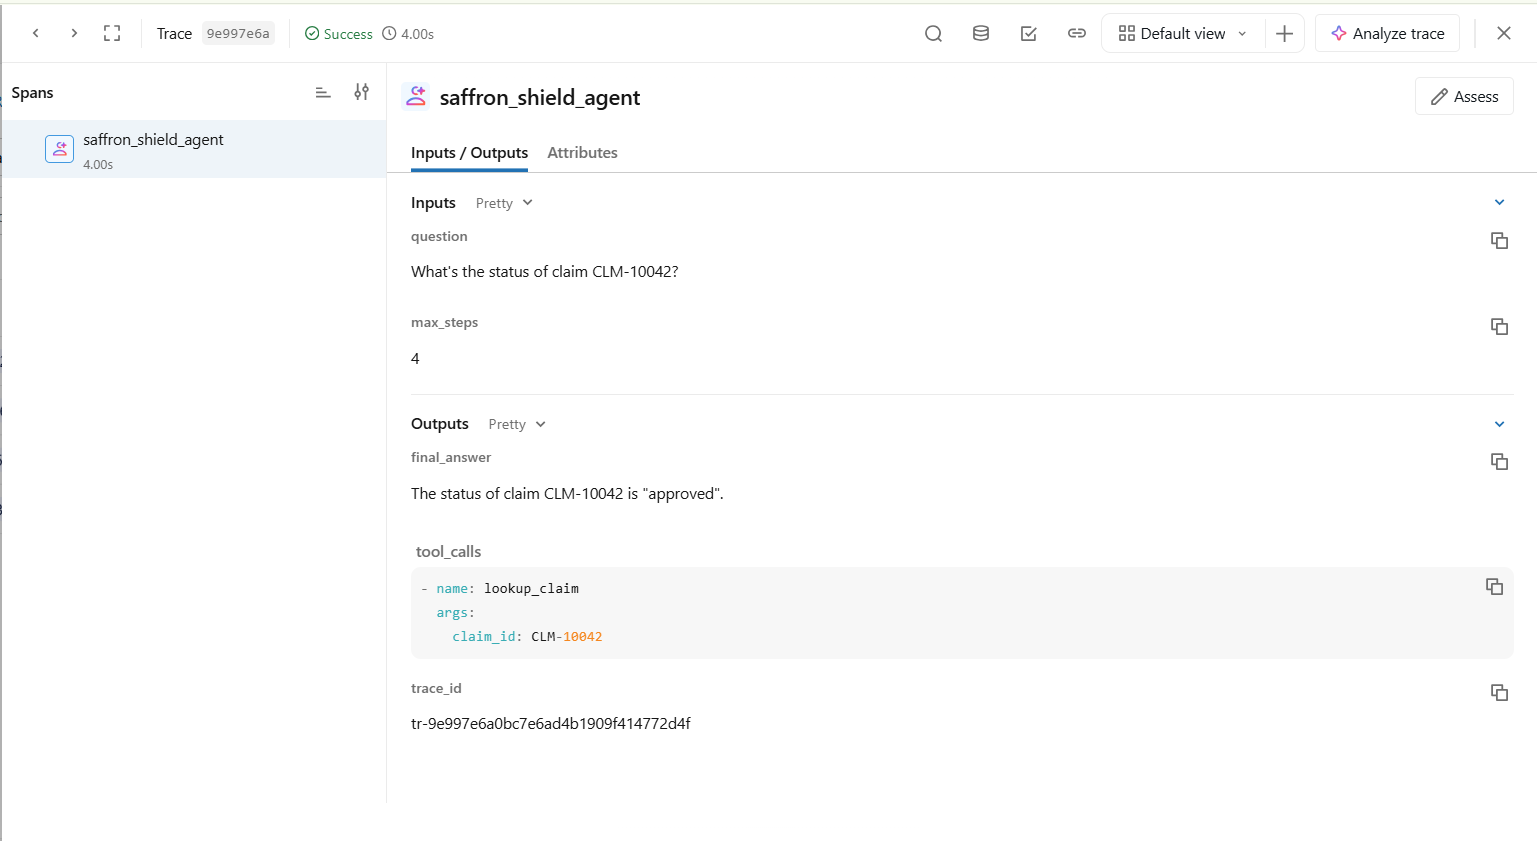 Trace 9e997e6a Success 4.00s Default view Analyze trace
Spans
saffron_shield_agent
4.00s
saffron_shield_agent
Assess
Inputs / Outputs Attributes
Inputs Pretty
question
What's the status of claim CLM-10042?
max_steps
4
Outputs Pretty
final_answer
The status of claim CLM-10042 is "approved".
tool_calls
- name: lookup_claim
args:
claim_id: CLM-10042
trace_id
tr-9e997e6a0bc7e6ad4b1909f414772d4f